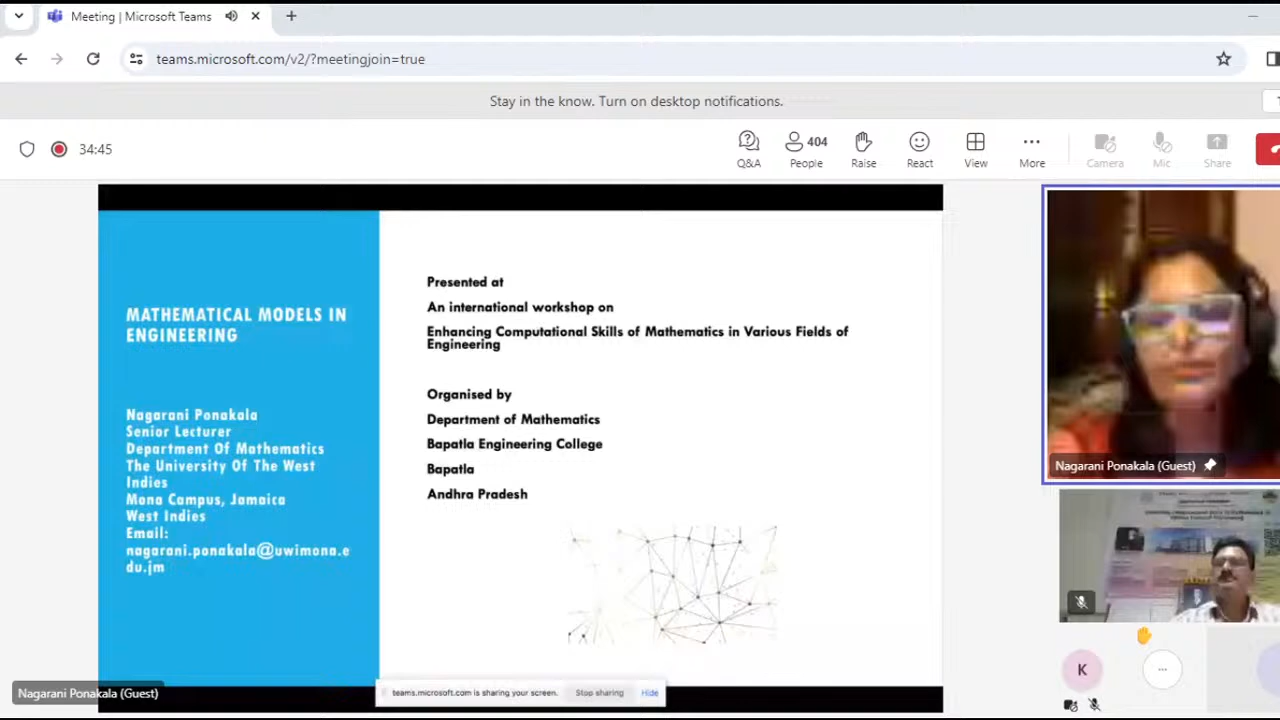 Meeting | Microsoft Teams
teams.microsoft.com/v2/?meetingjoin=true
Stay in the know. Turn on desktop notifications.
34:45
Q&A
404
People
Raise
React
View
More
Camera
Mic
Share
MATHEMATICAL MODELS IN
ENGINEERING
Nagarani Ponakala
Senior Lecturer
Department Of Mathematics
The University Of The West
Indies
Mona Campus, Jamaica
West Indies
Email:
nagarani.ponakala@uwimona.e
du.jm
Presented at
An international workshop on
Enhancing Computational Skills of Mathematics in Various Fields of
Engineering
Organised by
Department of Mathematics
Bapatla Engineering College
Bapatla
Andhra Pradesh
Nagarani Ponakala (Guest)
K
teams.microsoft.com is sharing your screen.
Stop sharing
Hide
Nagarani Ponakala (Guest)